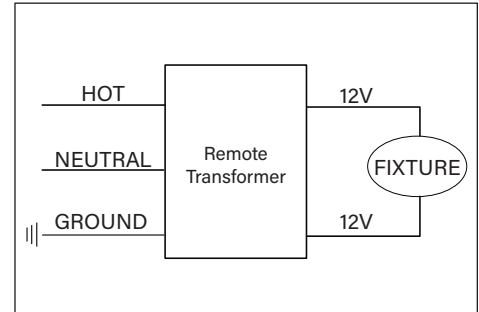 HOT
12V
NEUTRAL
Remote
Transformer
FIXTURE
GROUND
12V